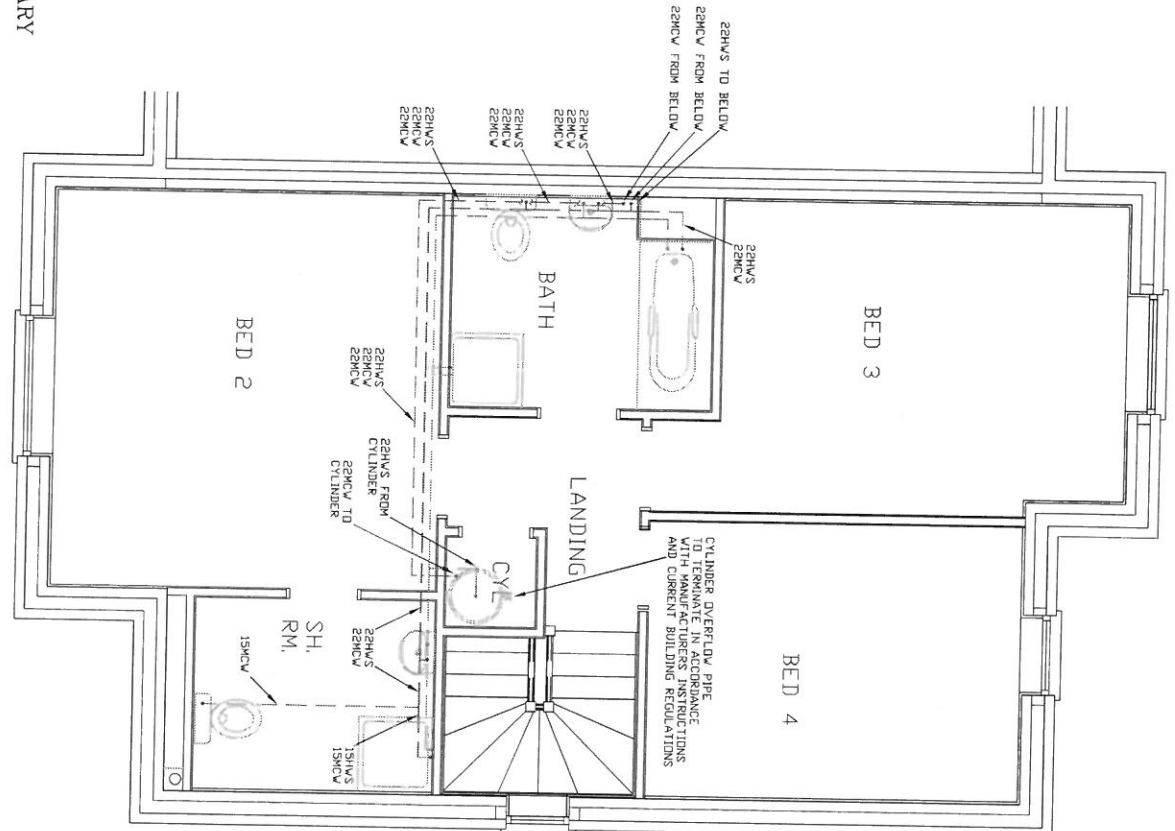 ARY
22HWS TO BELOW
22MCW FROM BELOW
22MCW FROM BELOW
22HWS
22MCW
22MCW
22HWS
22MCW
22MCW
22HWS
22MCW
22MCW
22HWS
22MCW
BED 3
BATH
BED 2
22HWS
22MCW
22MCW
22HWS FROM
CYLINDER
22MCW TO
CYLINDER
LANDING
CYL
CYLINDER OVERFLOW PIPE
TO TERMINATE IN ACCORDANCE
WITH MANUFACTURERS INSTRUCTIONS
AND CURRENT BUILDING REGULATIONS
BED 4
22HWS
22MCW
SH.
RM.
15MCW
15HWS
15MCW